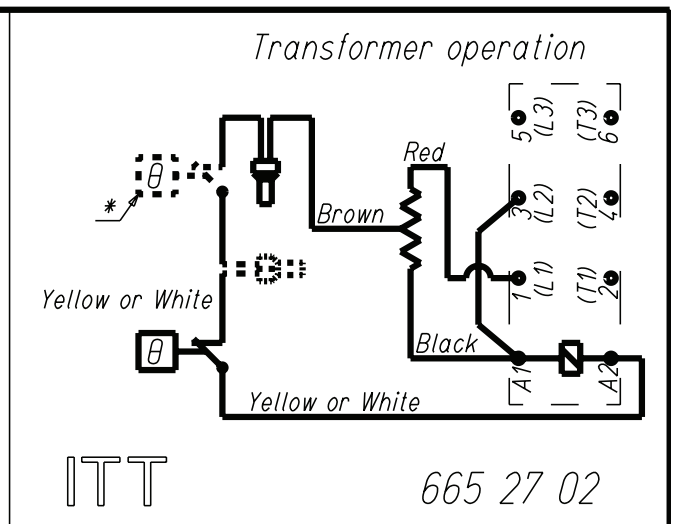 Transformer operation
5 (L3) (T3) 6
θ
*
Red
3 (L2) (T2) 4
Brown
1 (L1) (T1) 2
Yellow or White
θ
Black
A1 A2
Yellow or White
ITT
665 27 02